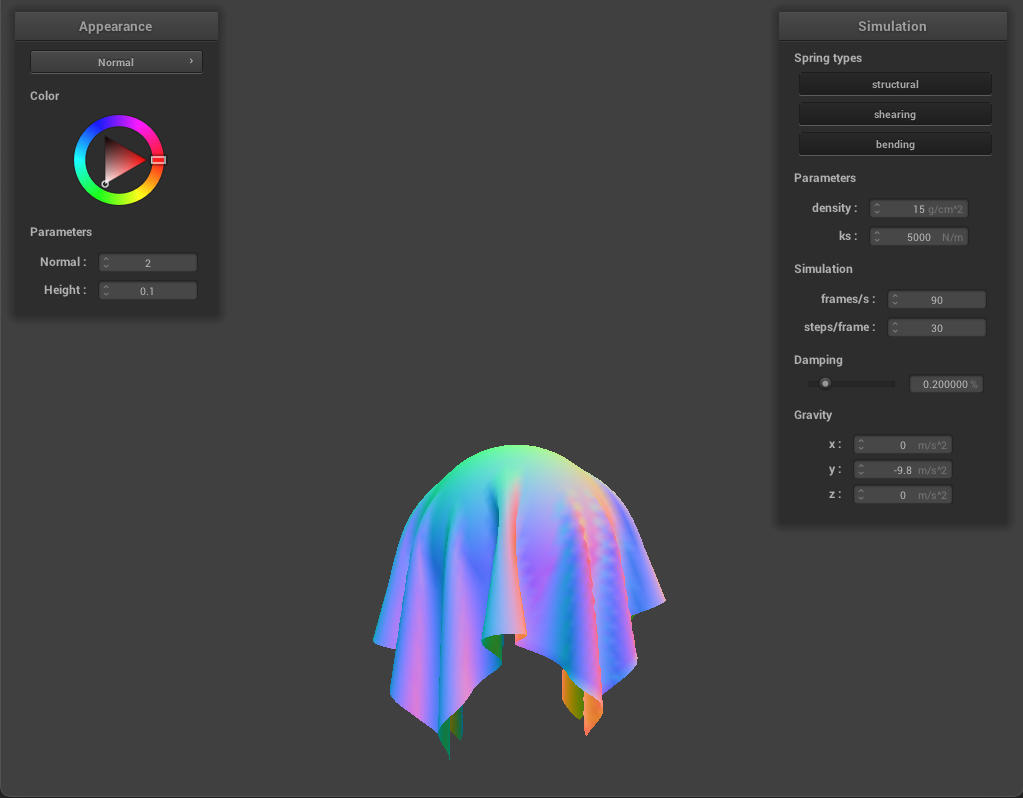 Appearance
Normal
Color
Parameters
Normal : 2
Height : 0.1
Simulation
Spring types
structural
shearing
bending
Parameters
density : 15 g/cm^2
ks : 5000 N/m
Simulation
frames/s : 90
steps/frame : 30
Damping
0.200000 %
Gravity
x : 0 m/s^2
y : -9.8 m/s^2
z : 0 m/s^2